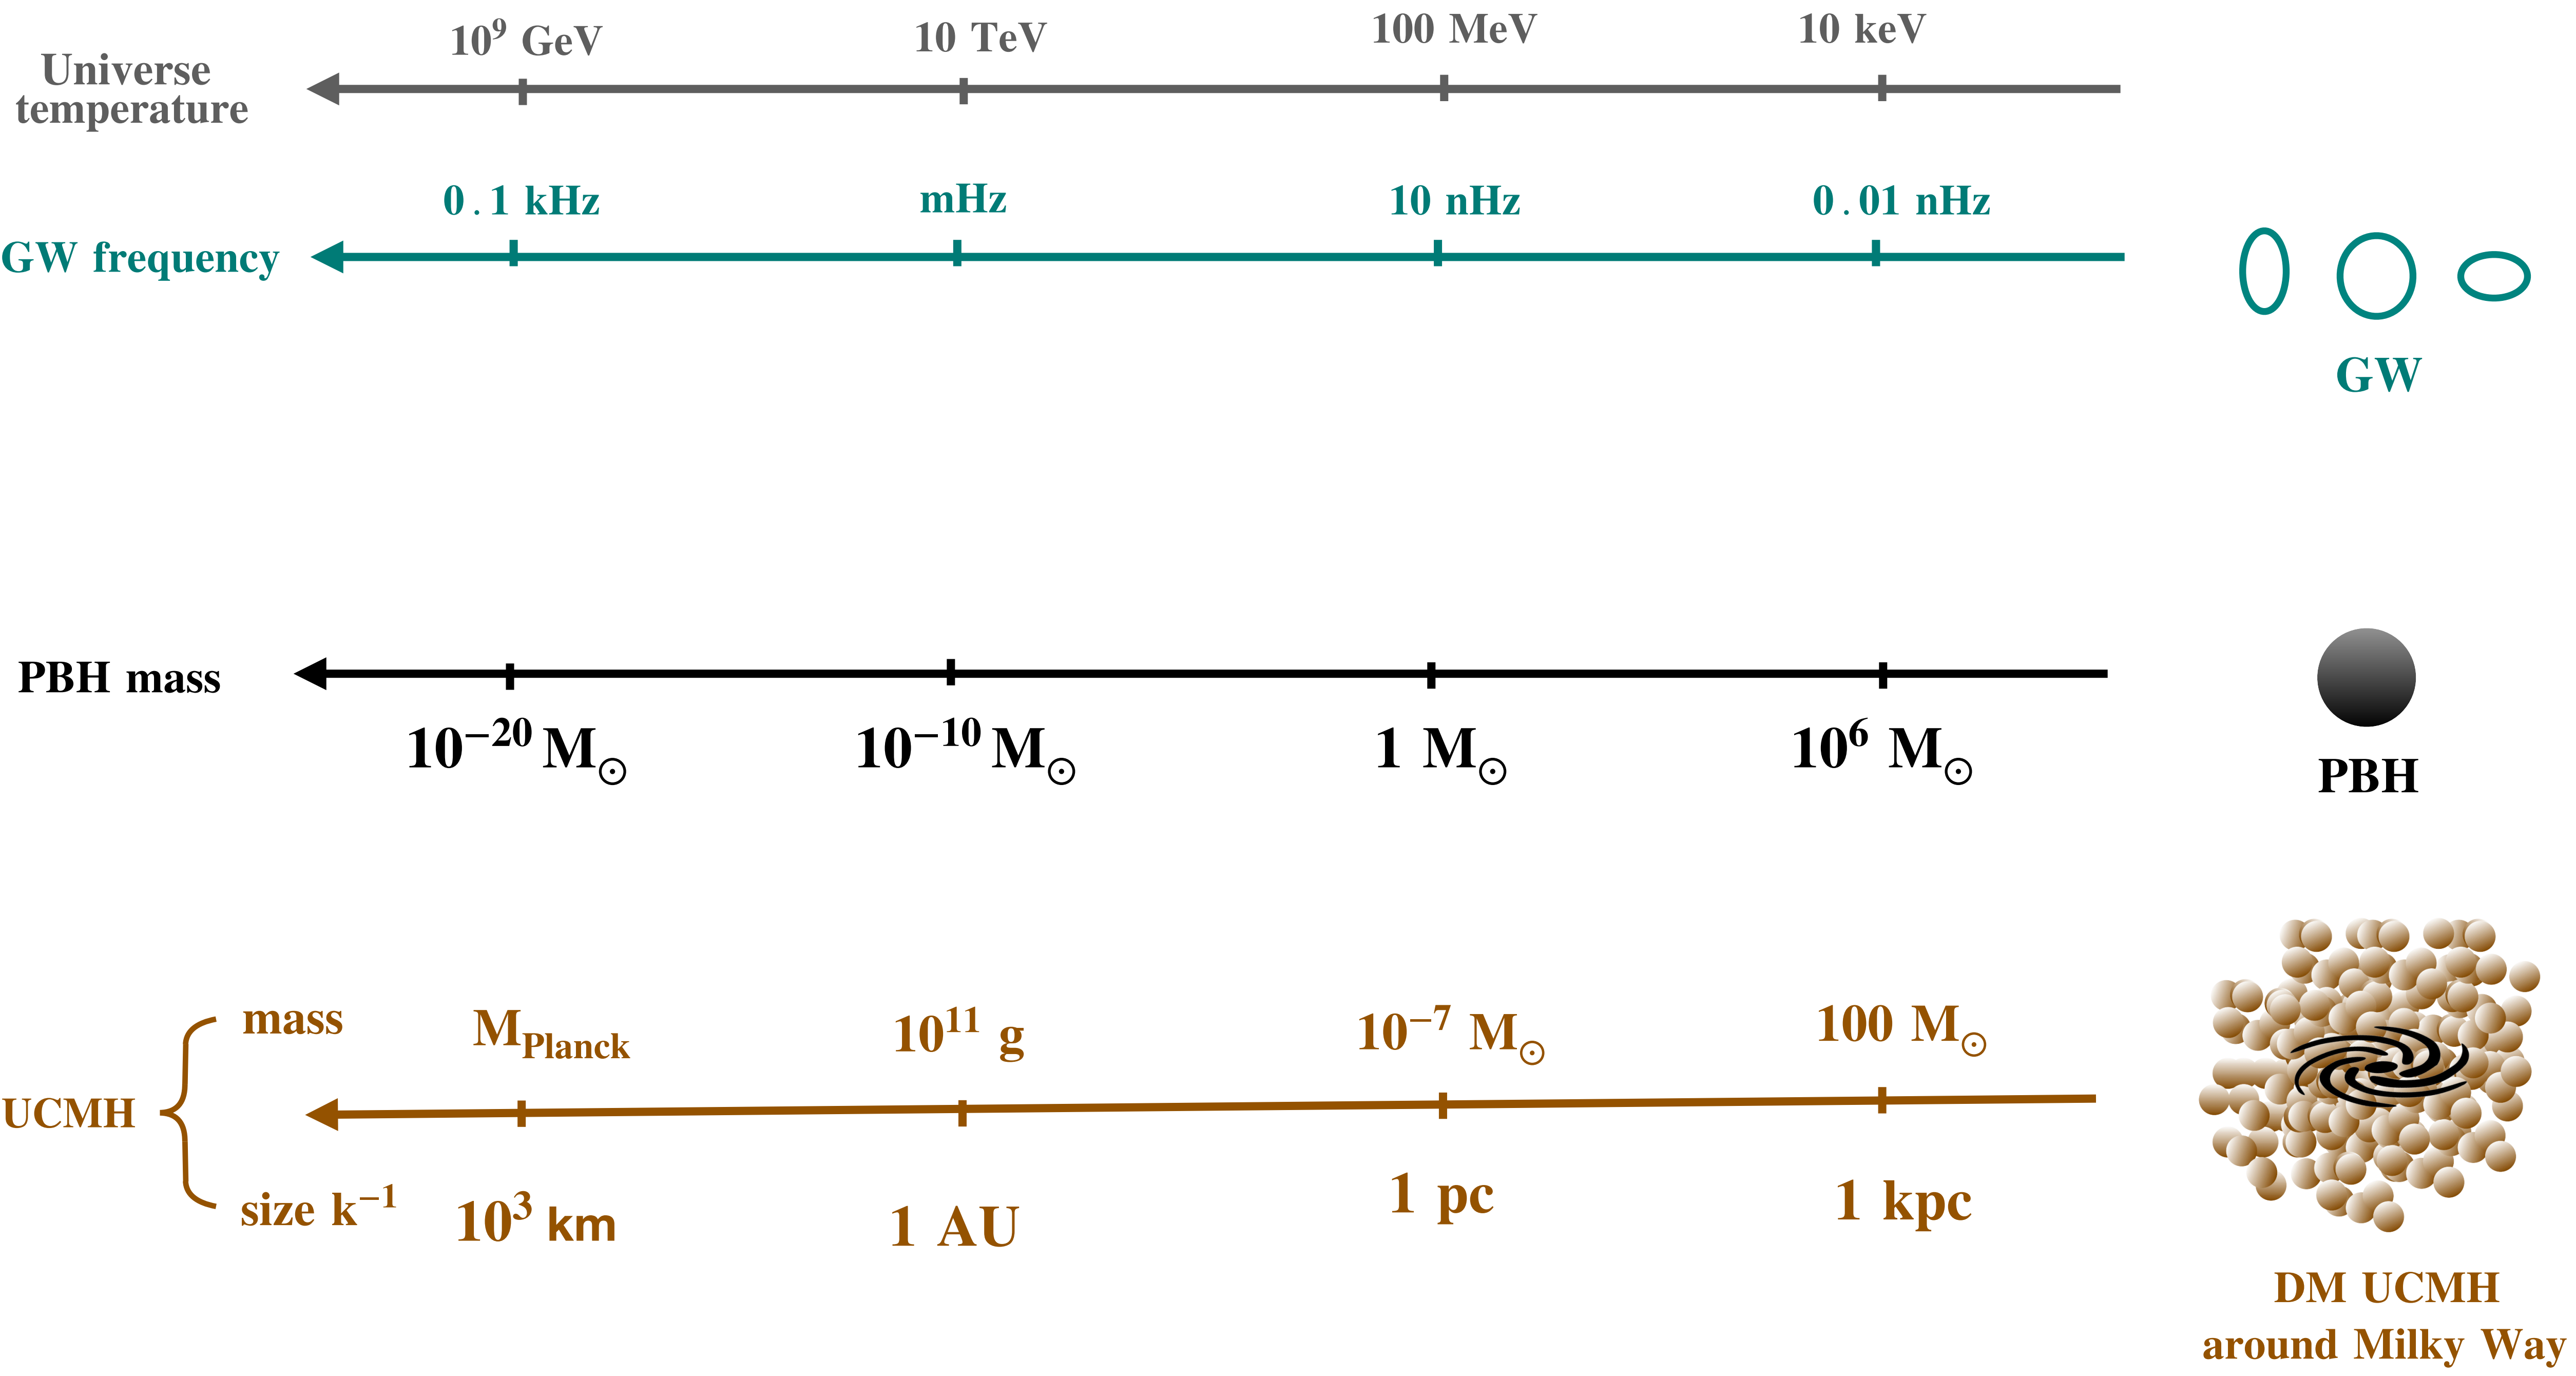 10⁹ GeV
10 TeV
100 MeV
10 keV
Universe
temperature
0.1 kHz
mHz
10 nHz
0.01 nHz
GW frequency
GW
PBH mass
10⁻²⁰ M⊙
10⁻¹⁰ M⊙
1 M⊙
10⁶ M⊙
PBH
mass
M_Planck
10¹¹ g
10⁻⁷ M⊙
100 M⊙
UCMH
size k⁻¹
10³ km
1 AU
1 pc
1 kpc
DM UCMH
around Milky Way